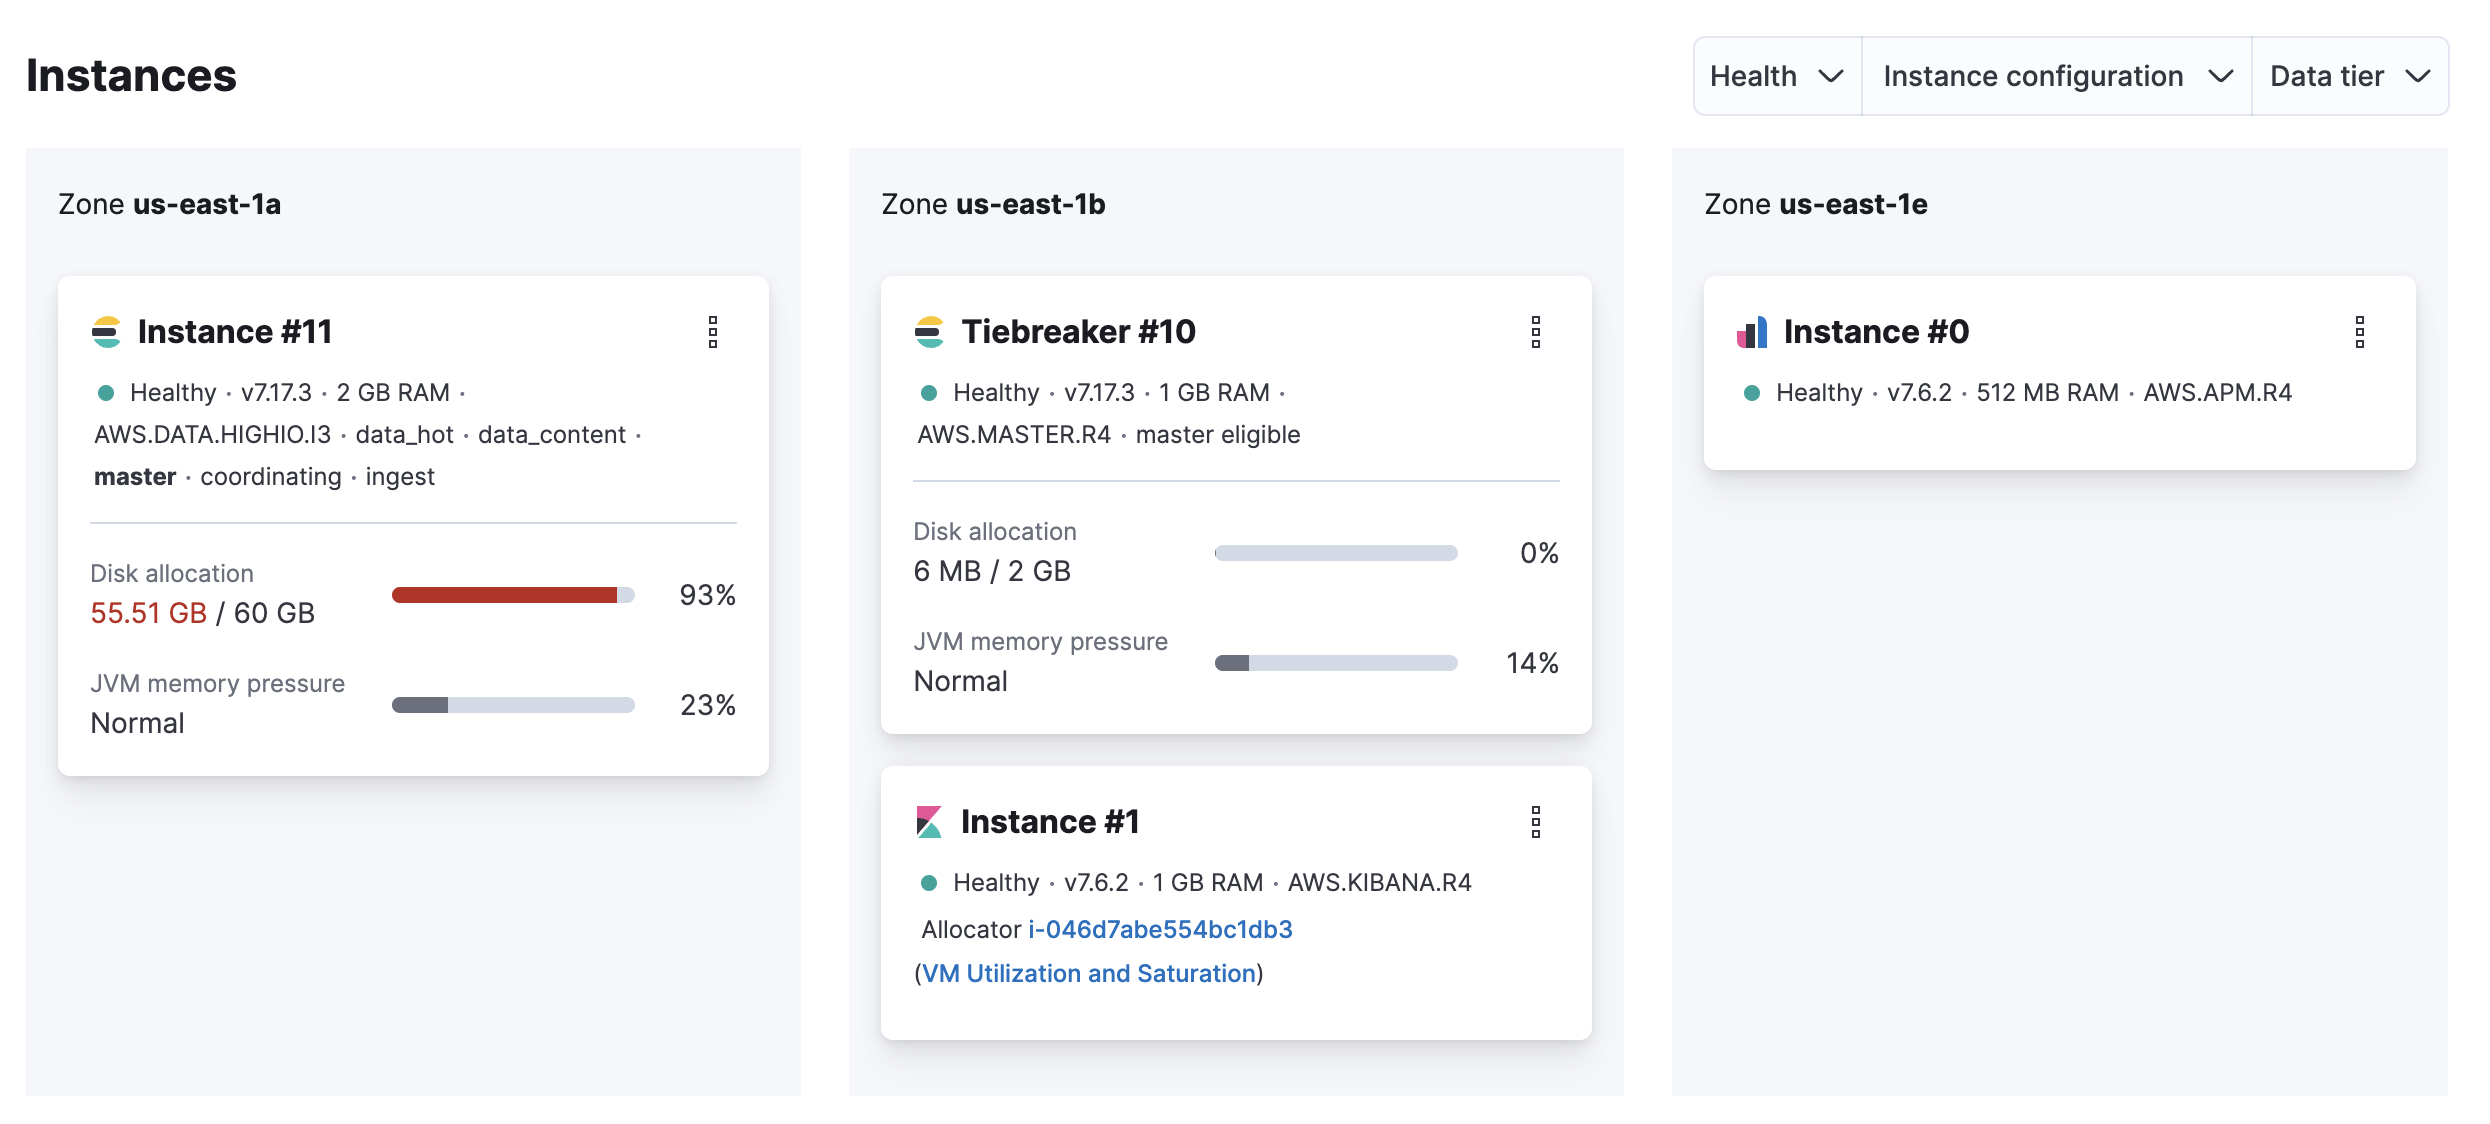 Instances
Health
Instance configuration
Data tier
Zone us-east-1a
Instance #11
Healthy · v7.17.3 · 2 GB RAM ·
AWS.DATA.HIGHIO.I3 · data_hot · data_content ·
master · coordinating · ingest
Disk allocation
55.51 GB / 60 GB
93%
JVM memory pressure
Normal
23%
Zone us-east-1b
Tiebreaker #10
Healthy · v7.17.3 · 1 GB RAM ·
AWS.MASTER.R4 · master eligible
Disk allocation
6 MB / 2 GB
0%
JVM memory pressure
Normal
14%
Instance #1
Healthy · v7.6.2 · 1 GB RAM · AWS.KIBANA.R4
Allocator i-046d7abe554bc1db3
(VM Utilization and Saturation)
Zone us-east-1e
Instance #0
Healthy · v7.6.2 · 512 MB RAM · AWS.APM.R4